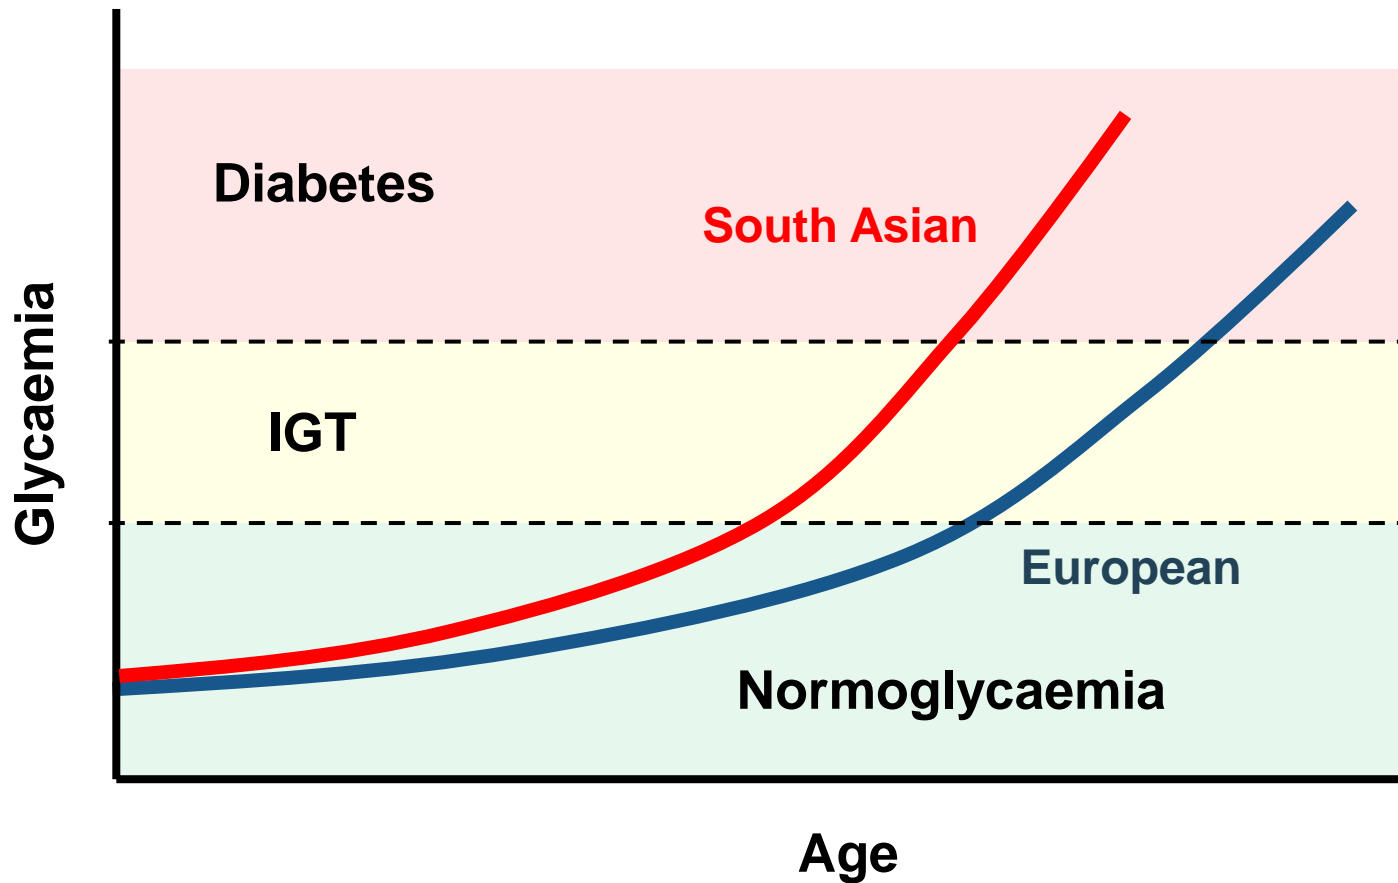 Diabetes
South Asian
Glycaemia
IGT
European
Normoglycaemia
Age